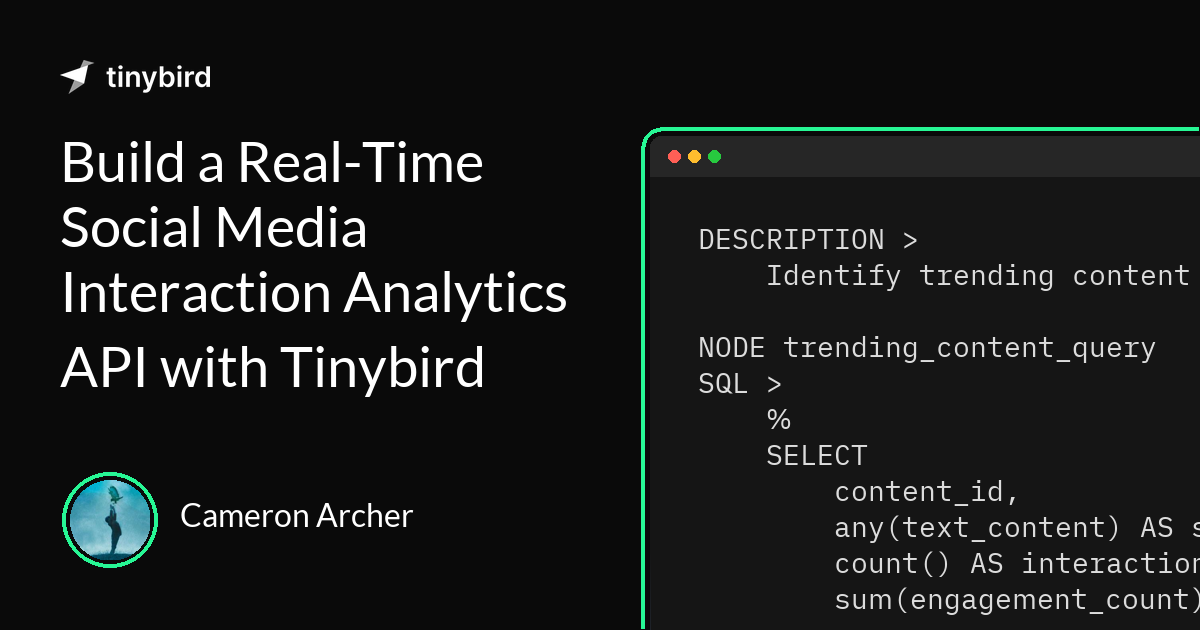 tinybird
Build a Real-Time
Social Media
Interaction Analytics
API with Tinybird
Cameron Archer
DESCRIPTION >
Identify trending content
NODE trending_content_query
SQL >
%
SELECT
content_id,
any(text_content) AS
count() AS interaction
sum(engagement_count)